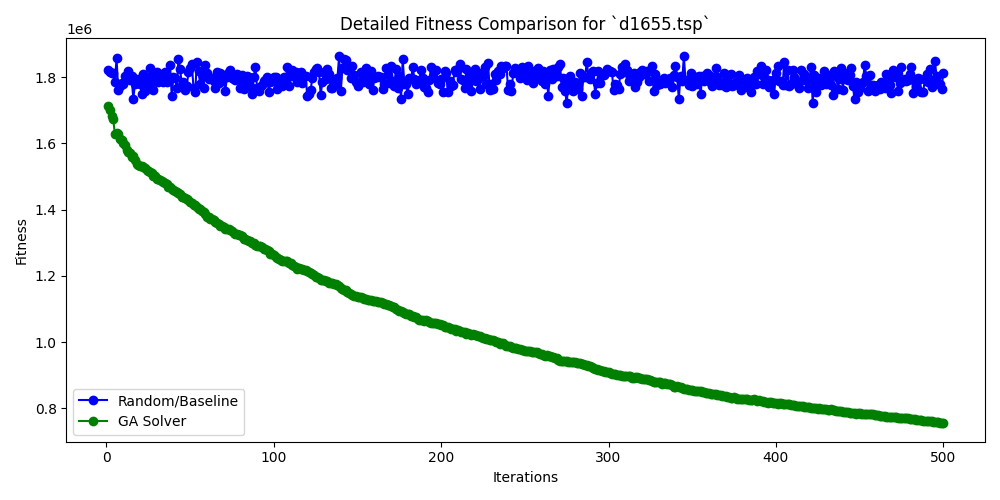 Detailed Fitness Comparison for `d1655.tsp`
1e6
1.8
1.6
1.4
1.2
1.0
0.8
Fitness
Random/Baseline
GA Solver
0 100 200 300 400 500
Iterations